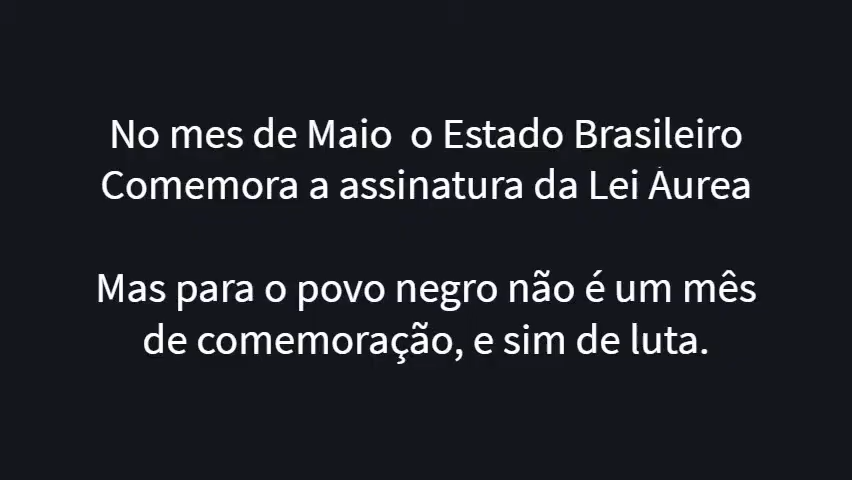 No mes de Maio  o Estado Brasileiro
Comemora a assinatura da Lei Áurea
Mas para o povo negro não é um mês
de comemoração, e sim de luta.